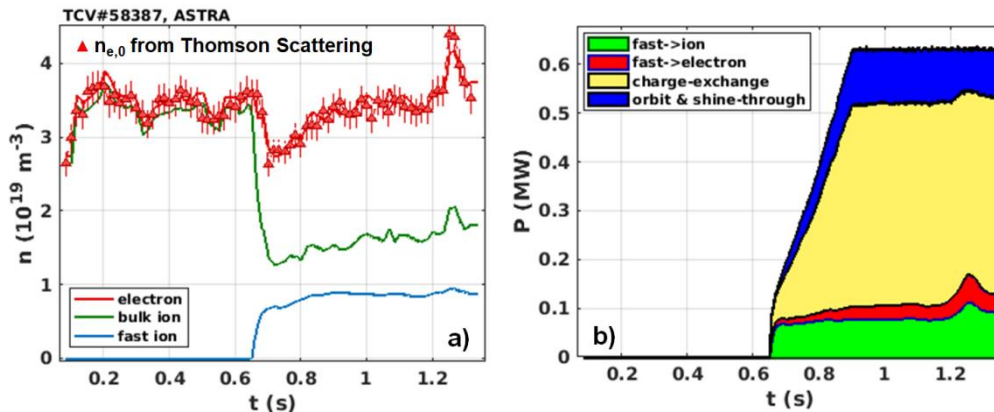 TCV#58387, ASTRA
▲ n_e,0 from Thomson Scattering
n (10^19 m^-3)
4
3
2
1
0
electron
bulk ion
fast ion
a)
0.2 0.4 0.6 0.8 1 1.2
t (s)
fast->ion
fast->electron
charge-exchange
orbit & shine-through
P (MW)
0.6
0.5
0.4
0.3
0.2
0.1
0
b)
0.2 0.4 0.6 0.8 1 1.2
t (s)